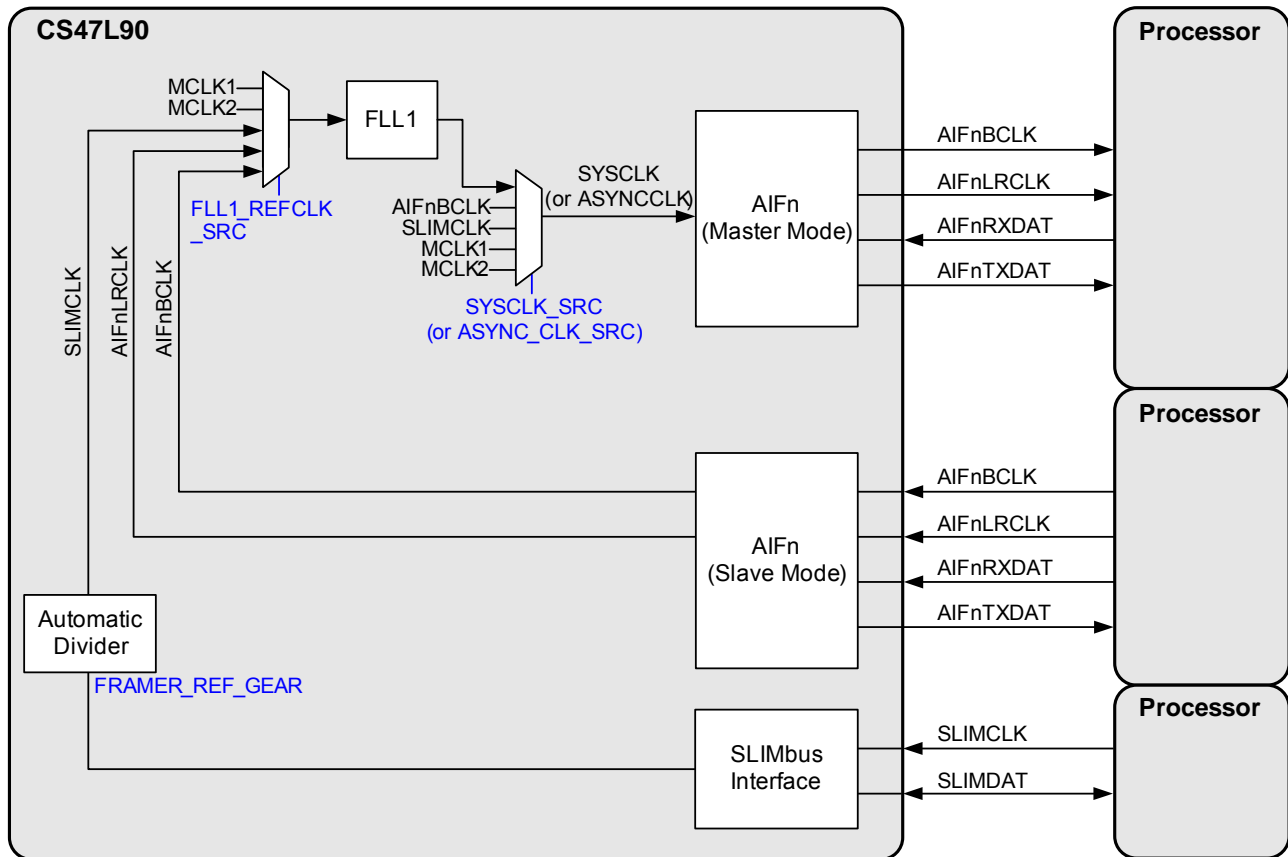 CS47L90
Processor
MCLK1
MCLK2
FLL1
FLL1_REFCLK
_SRC
AIFnBCLK
SLIMCLK
MCLK1
MCLK2
SYSCLK
(or ASYNCCLK)
SYSCLK_SRC
(or ASYNC_CLK_SRC)
AIFn
(Master Mode)
AIFnBCLK
AIFnLRCLK
AIFnRXDAT
AIFnTXDAT
SLIMCLK
AIFnLRCLK
AIFnBCLK
Processor
AIFn
(Slave Mode)
AIFnBCLK
AIFnLRCLK
AIFnRXDAT
AIFnTXDAT
Automatic
Divider
FRAMER_REF_GEAR
Processor
SLIMbus
Interface
SLIMCLK
SLIMDAT